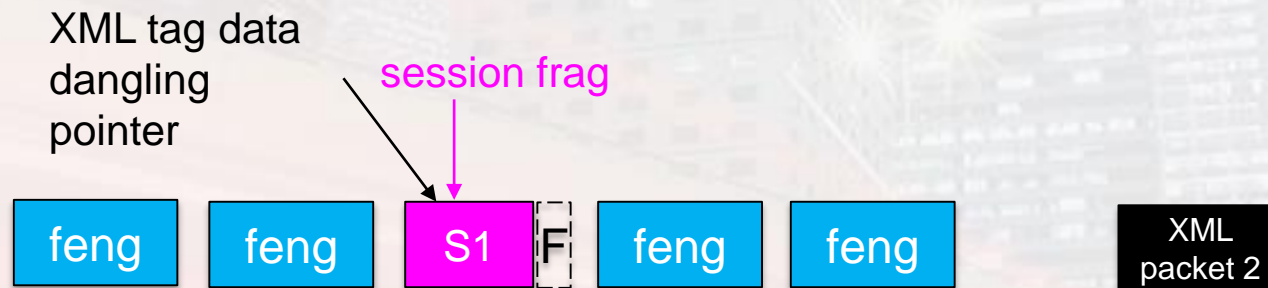 XML tag data
dangling
pointer
session frag
feng
feng
S1
F
feng
feng
XML
packet 2